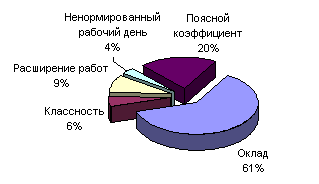 Ненормированный
рабочий день
4%
Поясной
коэффициент
20%
Расширение работ
9%
Классность
6%
Оклад
61%